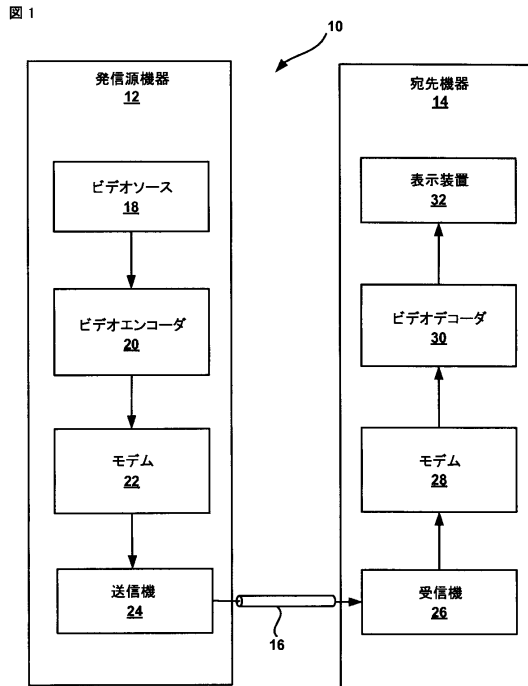 図 1
10
発信源機器
12
ビデオソース
18
ビデオエンコーダ
20
モデム
22
送信機
24
16
宛先機器
14
表示装置
32
ビデオデコーダ
30
モデム
28
受信機
26